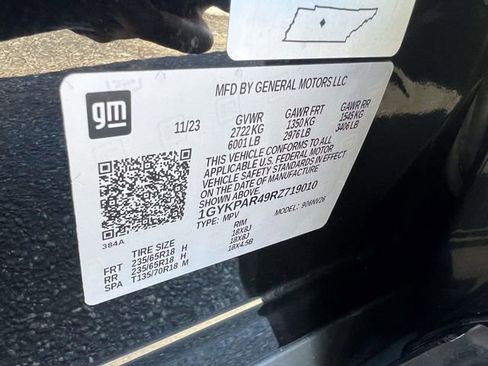 gm
MFD BY GENERAL MOTORS LLC
11/23 GVWR GAWR FRT GAWR RR
2722 KG 1350 KG 1545 KG
6001 LB 2976 LB 3406 LB
THIS VEHICLE CONFORMS TO ALL
APPLICABLE U.S. FEDERAL MOTOR
VEHICLE SAFETY STANDARDS IN EFFECT
ON THE DATE OF MANUFACTURE
SHOWN ABOVE.
1GYKPAR49RZ719010
TYPE: MPV MODEL: 906NV26
384A
TIRE SIZE RIM
FRT 235/65R18 H 18X8J
RR 235/65R18 H 18X8J
SPA T135/70R18 M 18X4.5B